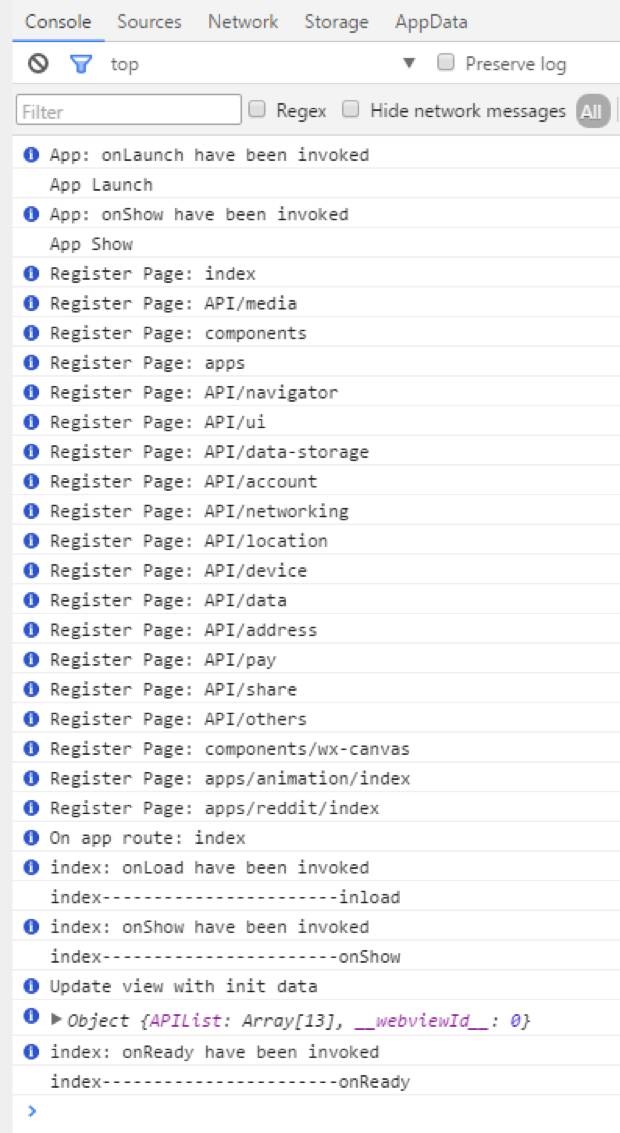 Console Sources Network Storage AppData
top ▼ Preserve log
Filter Regex Hide network messages All
App: onLaunch have been invoked
App Launch
App: onShow have been invoked
App Show
Register Page: index
Register Page: API/media
Register Page: components
Register Page: apps
Register Page: API/navigator
Register Page: API/ui
Register Page: API/data-storage
Register Page: API/account
Register Page: API/networking
Register Page: API/location
Register Page: API/device
Register Page: API/data
Register Page: API/address
Register Page: API/pay
Register Page: API/share
Register Page: API/others
Register Page: components/wx-canvas
Register Page: apps/animation/index
Register Page: apps/reddit/index
On app route: index
index: onLoad have been invoked
index-----------------------inload
index: onShow have been invoked
index-----------------------onShow
Update view with init data
▶ Object {APIList: Array[13], __webviewId__: 0}
index: onReady have been invoked
index-----------------------onReady
>